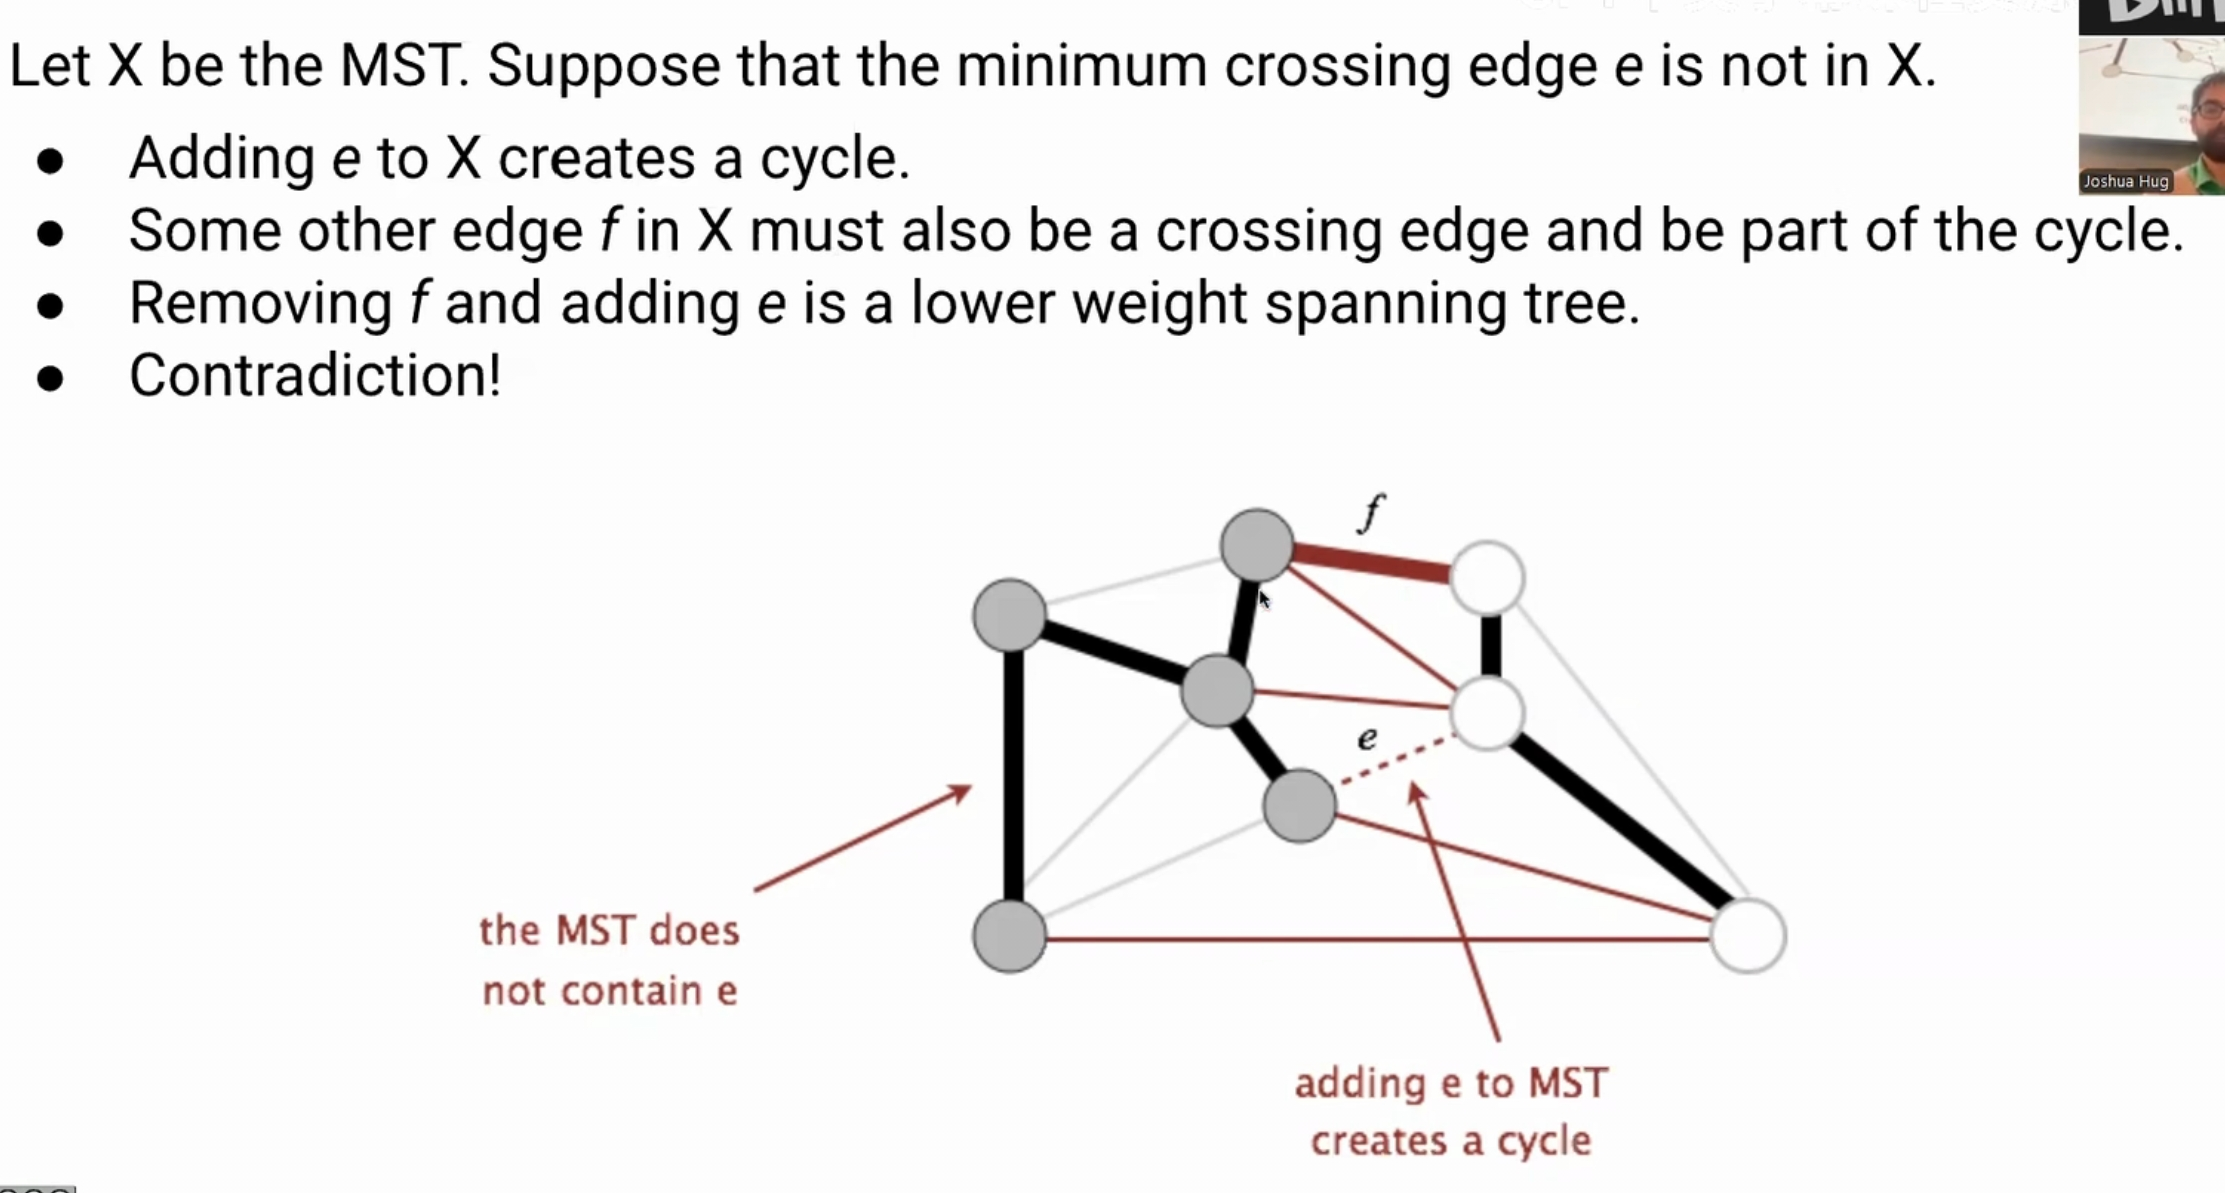 Let X be the MST. Suppose that the minimum crossing edge e is not in X.
Joshua Hug
● Adding e to X creates a cycle.
● Some other edge f in X must also be a crossing edge and be part of the cycle.
● Removing f and adding e is a lower weight spanning tree.
● Contradiction!
f
e
the MST does
not contain e
adding e to MST
creates a cycle